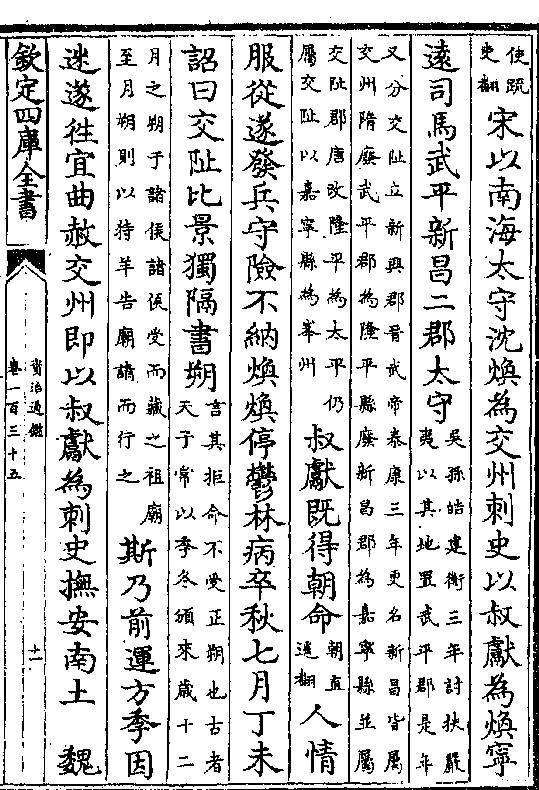 使疏
吏翻
宋以南海太守沈煥為交州刺史以叔獻為煥寧
遠司馬武平新昌二郡太守
吳孫皓建衡三年討扶嚴
夷以其地置武平郡是年
又分交阯立新興郡晉武帝泰康三年更名新昌皆屬
交州隋廢武平郡為隆平縣廢新昌郡為嘉寧縣並屬
交阯郡唐改隆平為太平仍
屬交阯以嘉寧縣為峯州
叔獻既得朝命
朝直
遙翻
人情
服從遂發兵守險不納煥煥停鬱林病卒秋七月丁未
詔曰交阯比景獨隔書朔
言其拒命不受正朔也古者
天子常以季冬頒來歲十二
月之朔于諸侯諸侯受而藏之祖廟
至月朔則以特羊告廟請而行之
斯乃前運方季因
迷遂往宜曲赦交州即以叔獻為刺史撫安南土　魏
欽定四庫全書
資治通鑑
卷一百三十五
十一